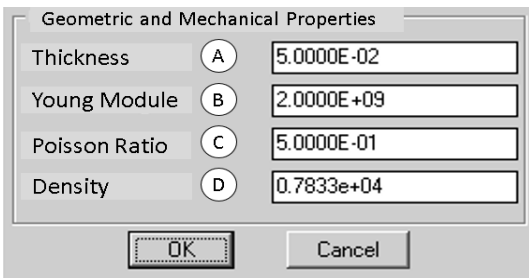 Geometric and Mechanical Properties
Thickness A 5.0000E-02
Young Module B 2.0000E+09
Poisson Ratio C 5.0000E-01
Density D 0.7833e+04
OK Cancel